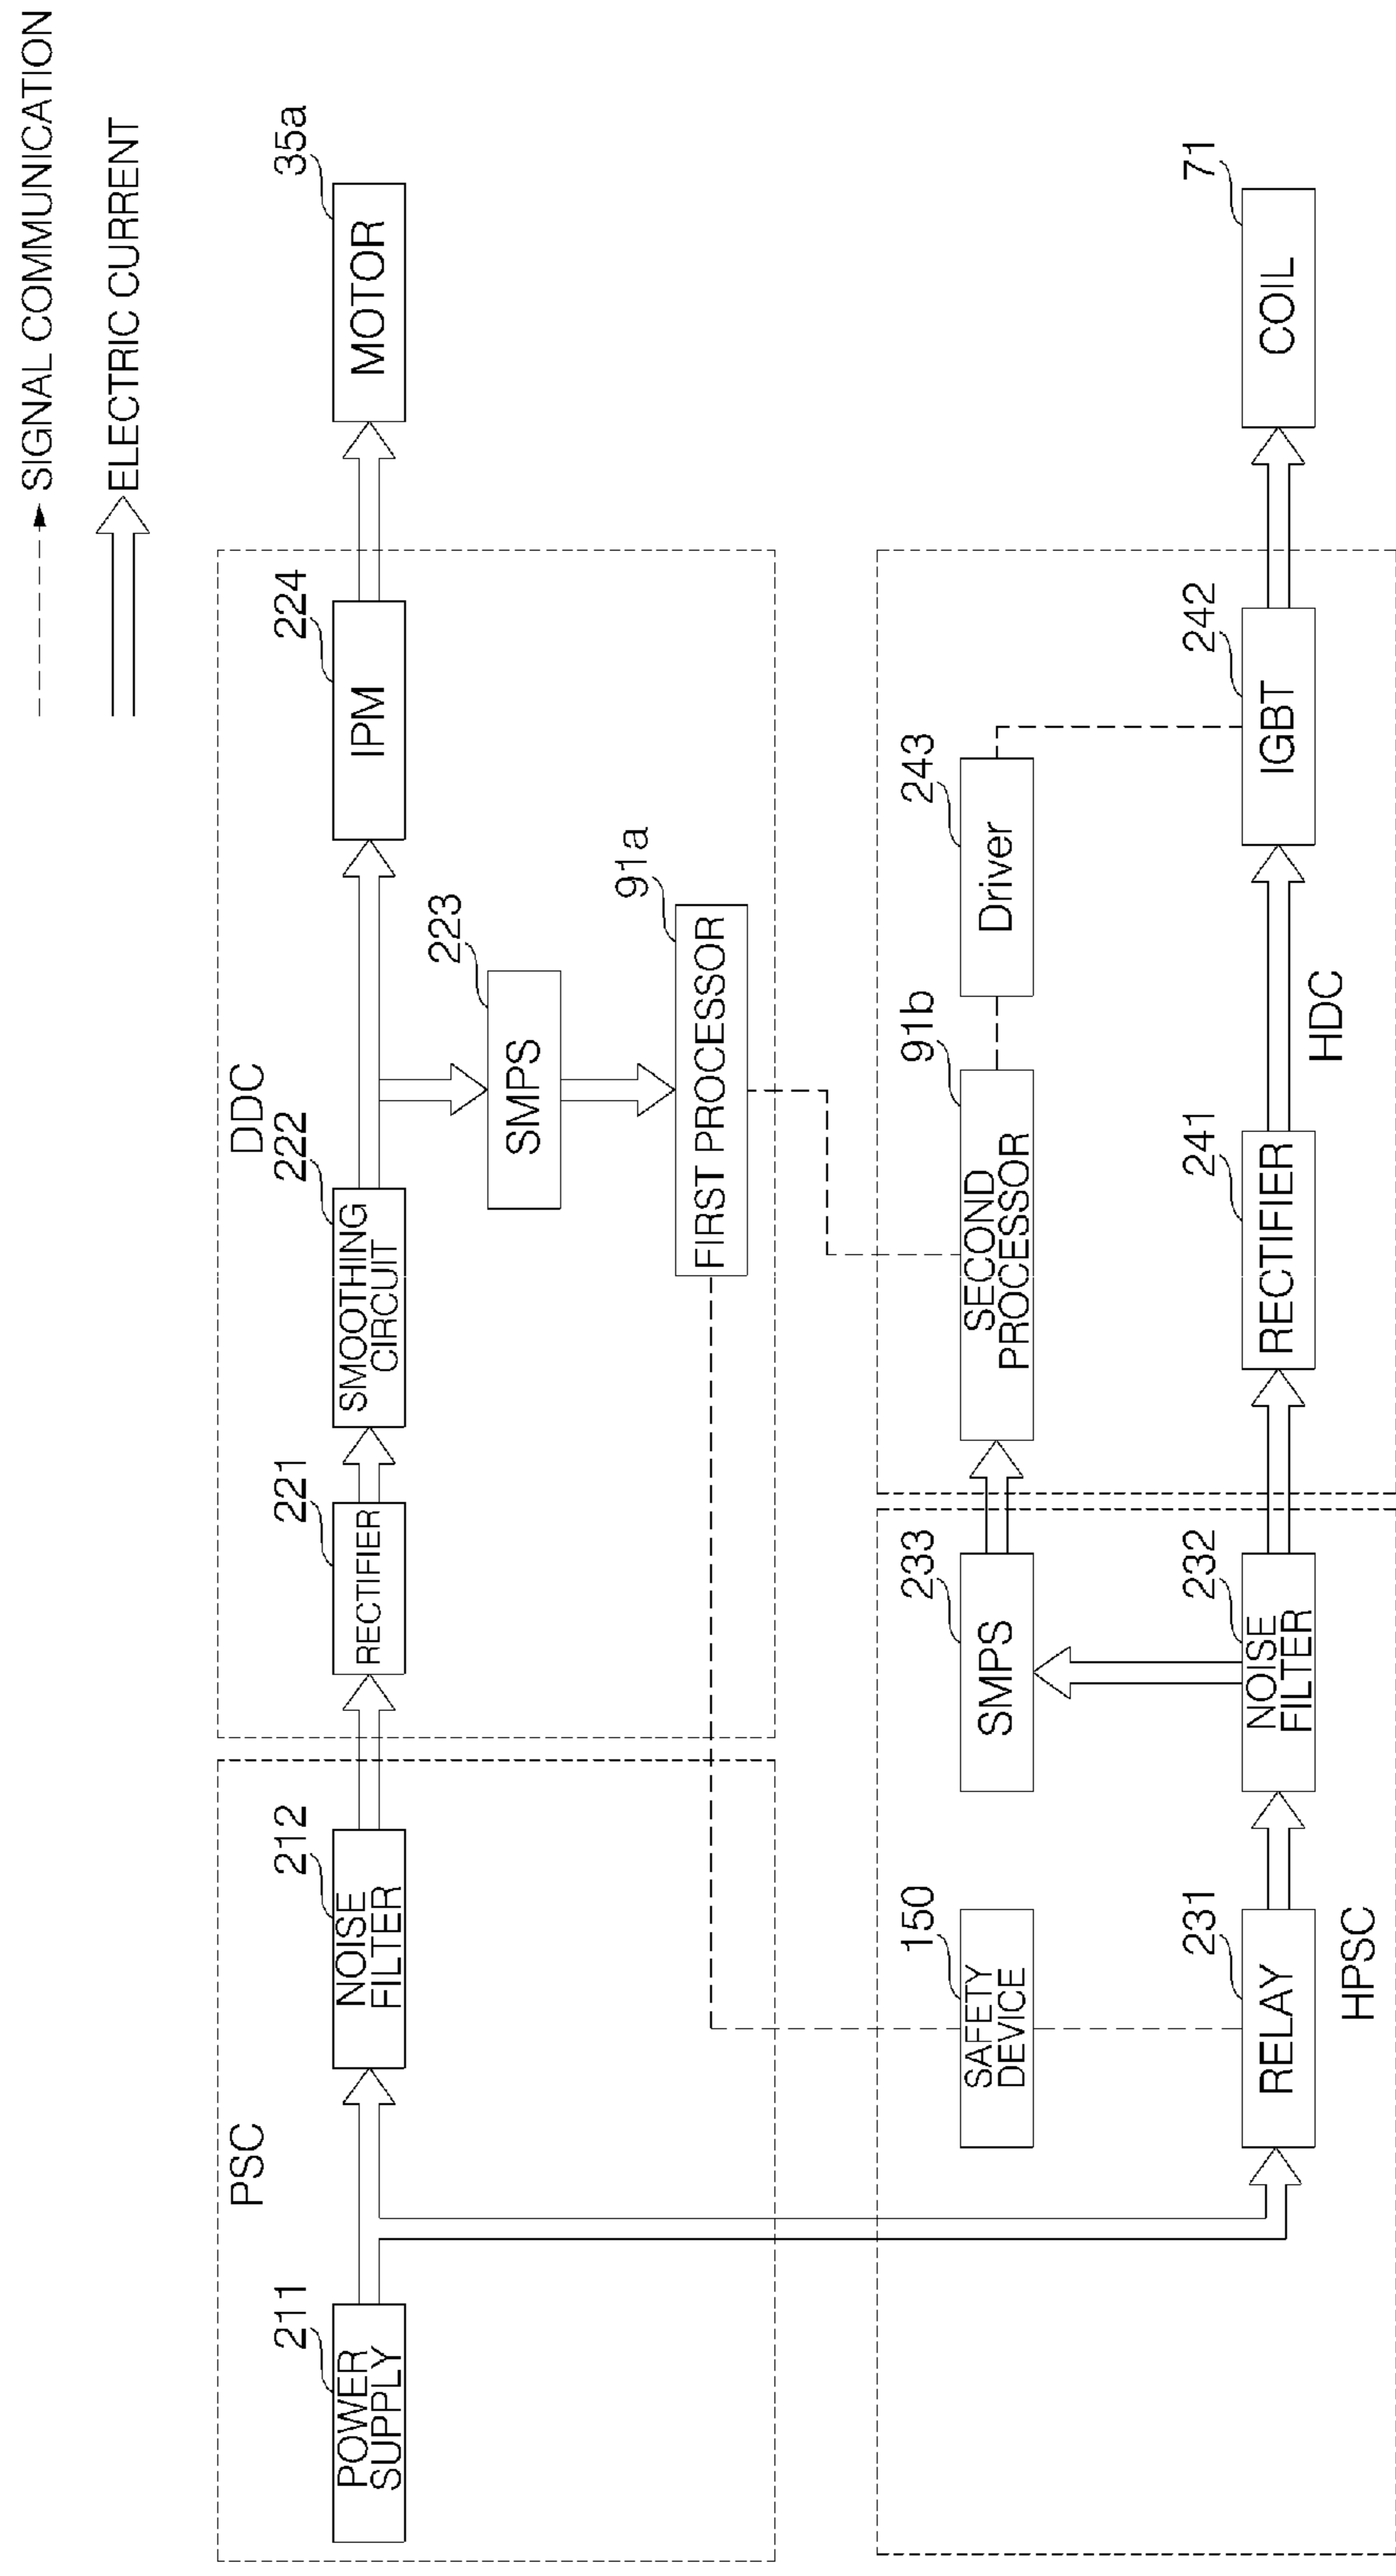 SIGNAL COMMUNICATION
ELECTRIC CURRENT
PSC
DDC
211
212
221
222
224
35a
POWER
SUPPLY
NOISE
FILTER
RECTIFIER
SMOOTHING
CIRCUIT
IPM
MOTOR
223
SMPS
91a
FIRST PROCESSOR
150
233
91b
243
SAFETY
DEVICE
SMPS
SECOND
PROCESSOR
Driver
231
232
241
242
71
RELAY
NOISE
FILTER
RECTIFIER
IGBT
COIL
HPSC
HDC